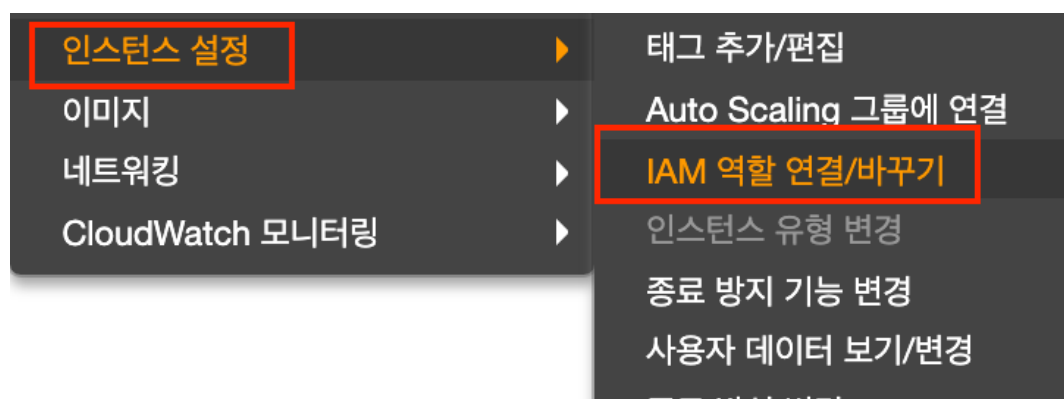 인스턴스 설정
이미지
네트워킹
CloudWatch 모니터링
태그 추가/편집
Auto Scaling 그룹에 연결
IAM 역할 연결/바꾸기
인스턴스 유형 변경
종료 방지 기능 변경
사용자 데이터 보기/변경